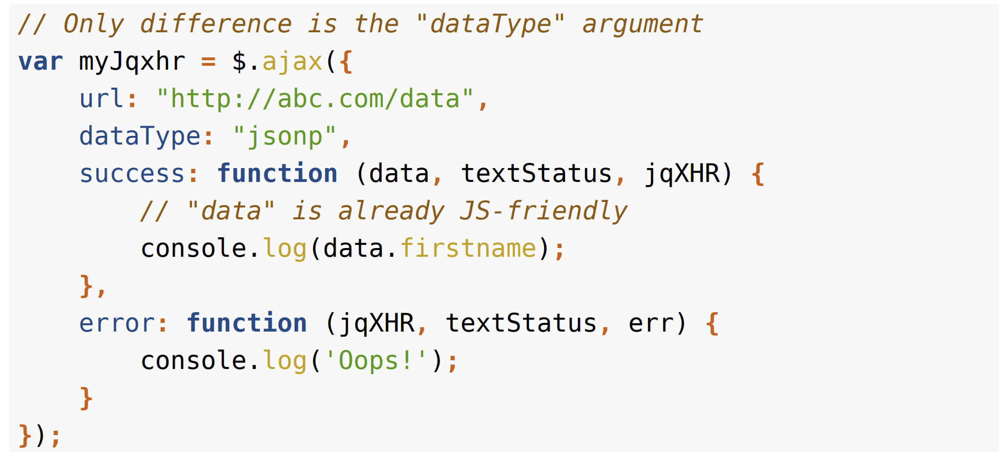 // Only difference is the "dataType" argument
var myJqxhr = $.ajax({
    url: "http://abc.com/data",
    dataType: "jsonp",
    success: function (data, textStatus, jqXHR) {
        // "data" is already JS-friendly
        console.log(data.firstname);
    },
    error: function (jqXHR, textStatus, err) {
        console.log('Oops!');
    }
});